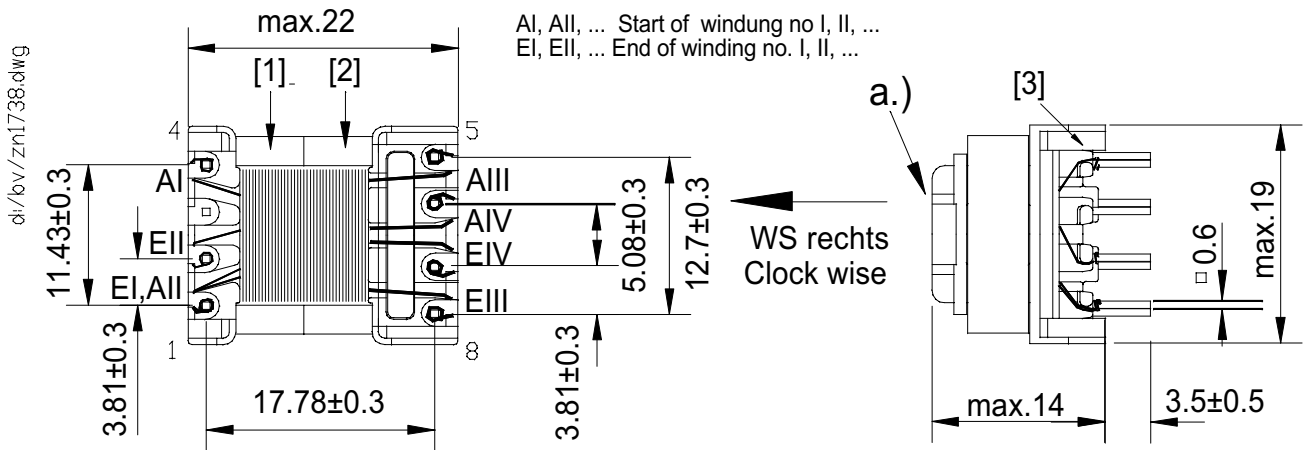 max.22
AI, AII, ... Start of windung no I, II, ...
EI, EII, ... End of winding no. I, II, ...
di/bv/zn1738.dwg
[1]
[2]
a.)
[3]
4
5
AI
AIII
AIV
EII
EIV
EI,AII
EIII
1
8
11.43±0.3
3.81±0.3
17.78±0.3
5.08±0.3
12.7±0.3
3.81±0.3
WS rechts
Clock wise
□0.6
max.19
max.14
3.5±0.5